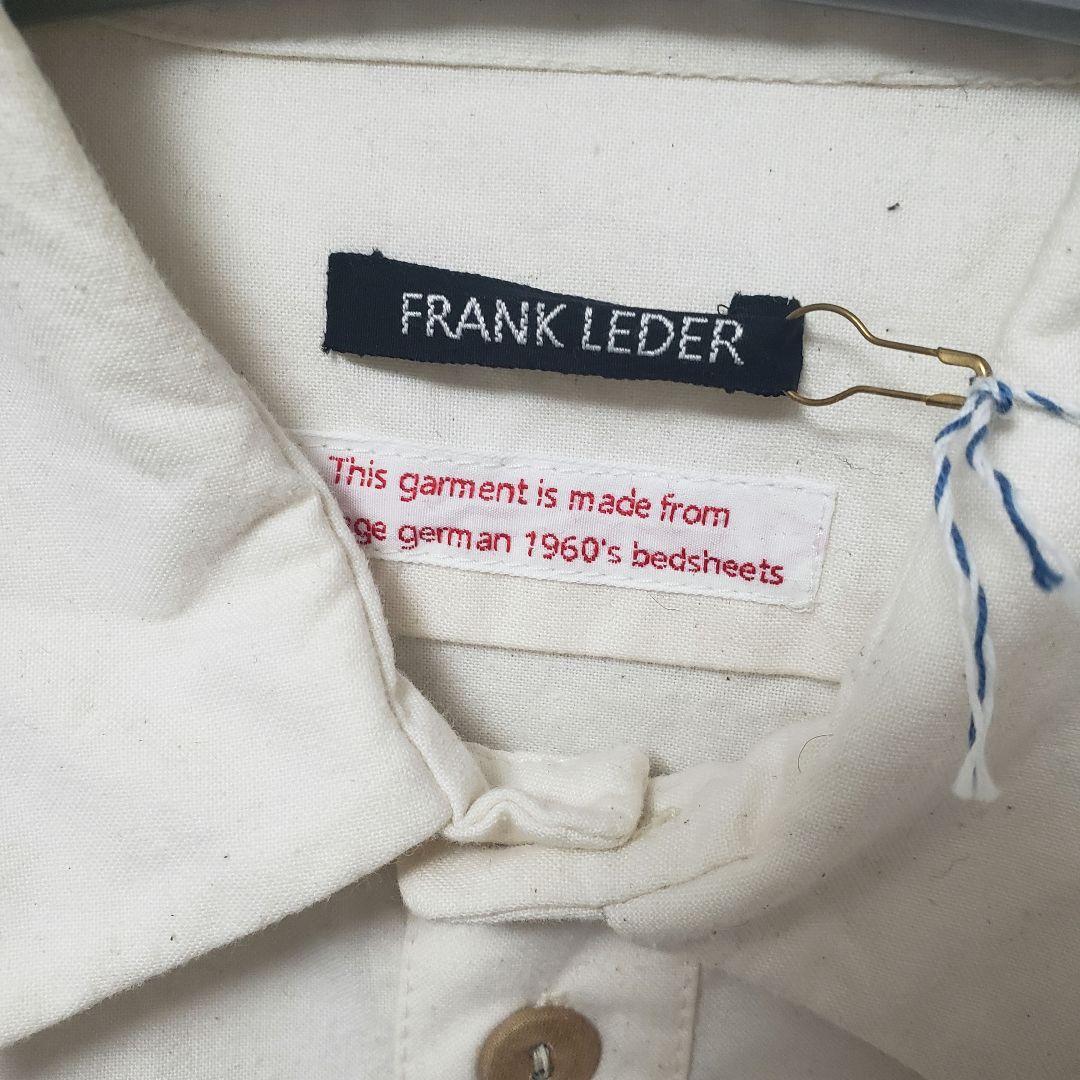 FRANK LEDER
This garment is made from
german 1960's bedsheets